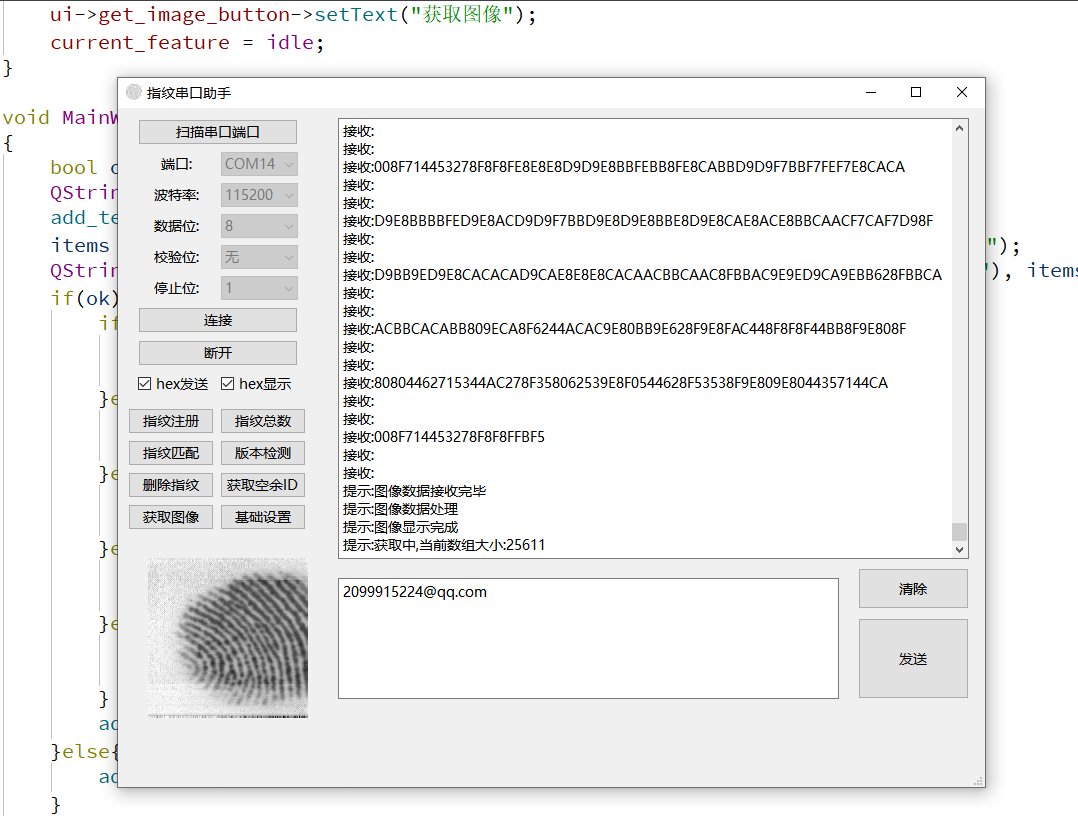 ui->get_image_button->setText("获取图像");
current_feature = idle;
}
void MainW
{
bool
QStrin
add_te
items
");
QStrin
"), items
if(ok)
if
}e
}e
}e
}e
}
ad
}else{
ad
}
指纹串口助手
扫描串口端口
端口: COM14
波特率: 115200
数据位: 8
校验位: 无
停止位: 1
连接
断开
hex发送 hex显示
指纹注册 指纹总数
指纹匹配 版本检测
删除指纹 获取空余ID
获取图像 基础设置
接收:
接收:
接收:008F714453278F8F8FE8E8E8D9D9E8BBFEBB8FE8CABBD9D9F7BBF7FEF7E8CACA
接收:
接收:
接收:D9E8BBBBFED9E8ACD9D9F7BBD9E8D9E8BBE8D9E8CAE8ACE8BBCAACF7CAF7D98F
接收:
接收:
接收:D9BB9ED9E8CACACAD9CAE8E8E8CACAACBBCAAC8FBBAC9E9ED9CA9EBB628FBBCA
接收:
接收:
接收:ACBBCACABB809ECA8F6244ACAC9E80BB9E628F9E8FAC448F8F8F44BB8F9E808F
接收:
接收:
接收:80804462715344AC278F358062539E8F0544628F53538F9E809E8044357144CA
接收:
接收:
接收:008F714453278F8F8FFBF5
接收:
接收:
提示:图像数据接收完毕
提示:图像数据处理
提示:图像显示完成
提示:获取中,当前数组大小:25611
2099915224@qq.com
清除
发送